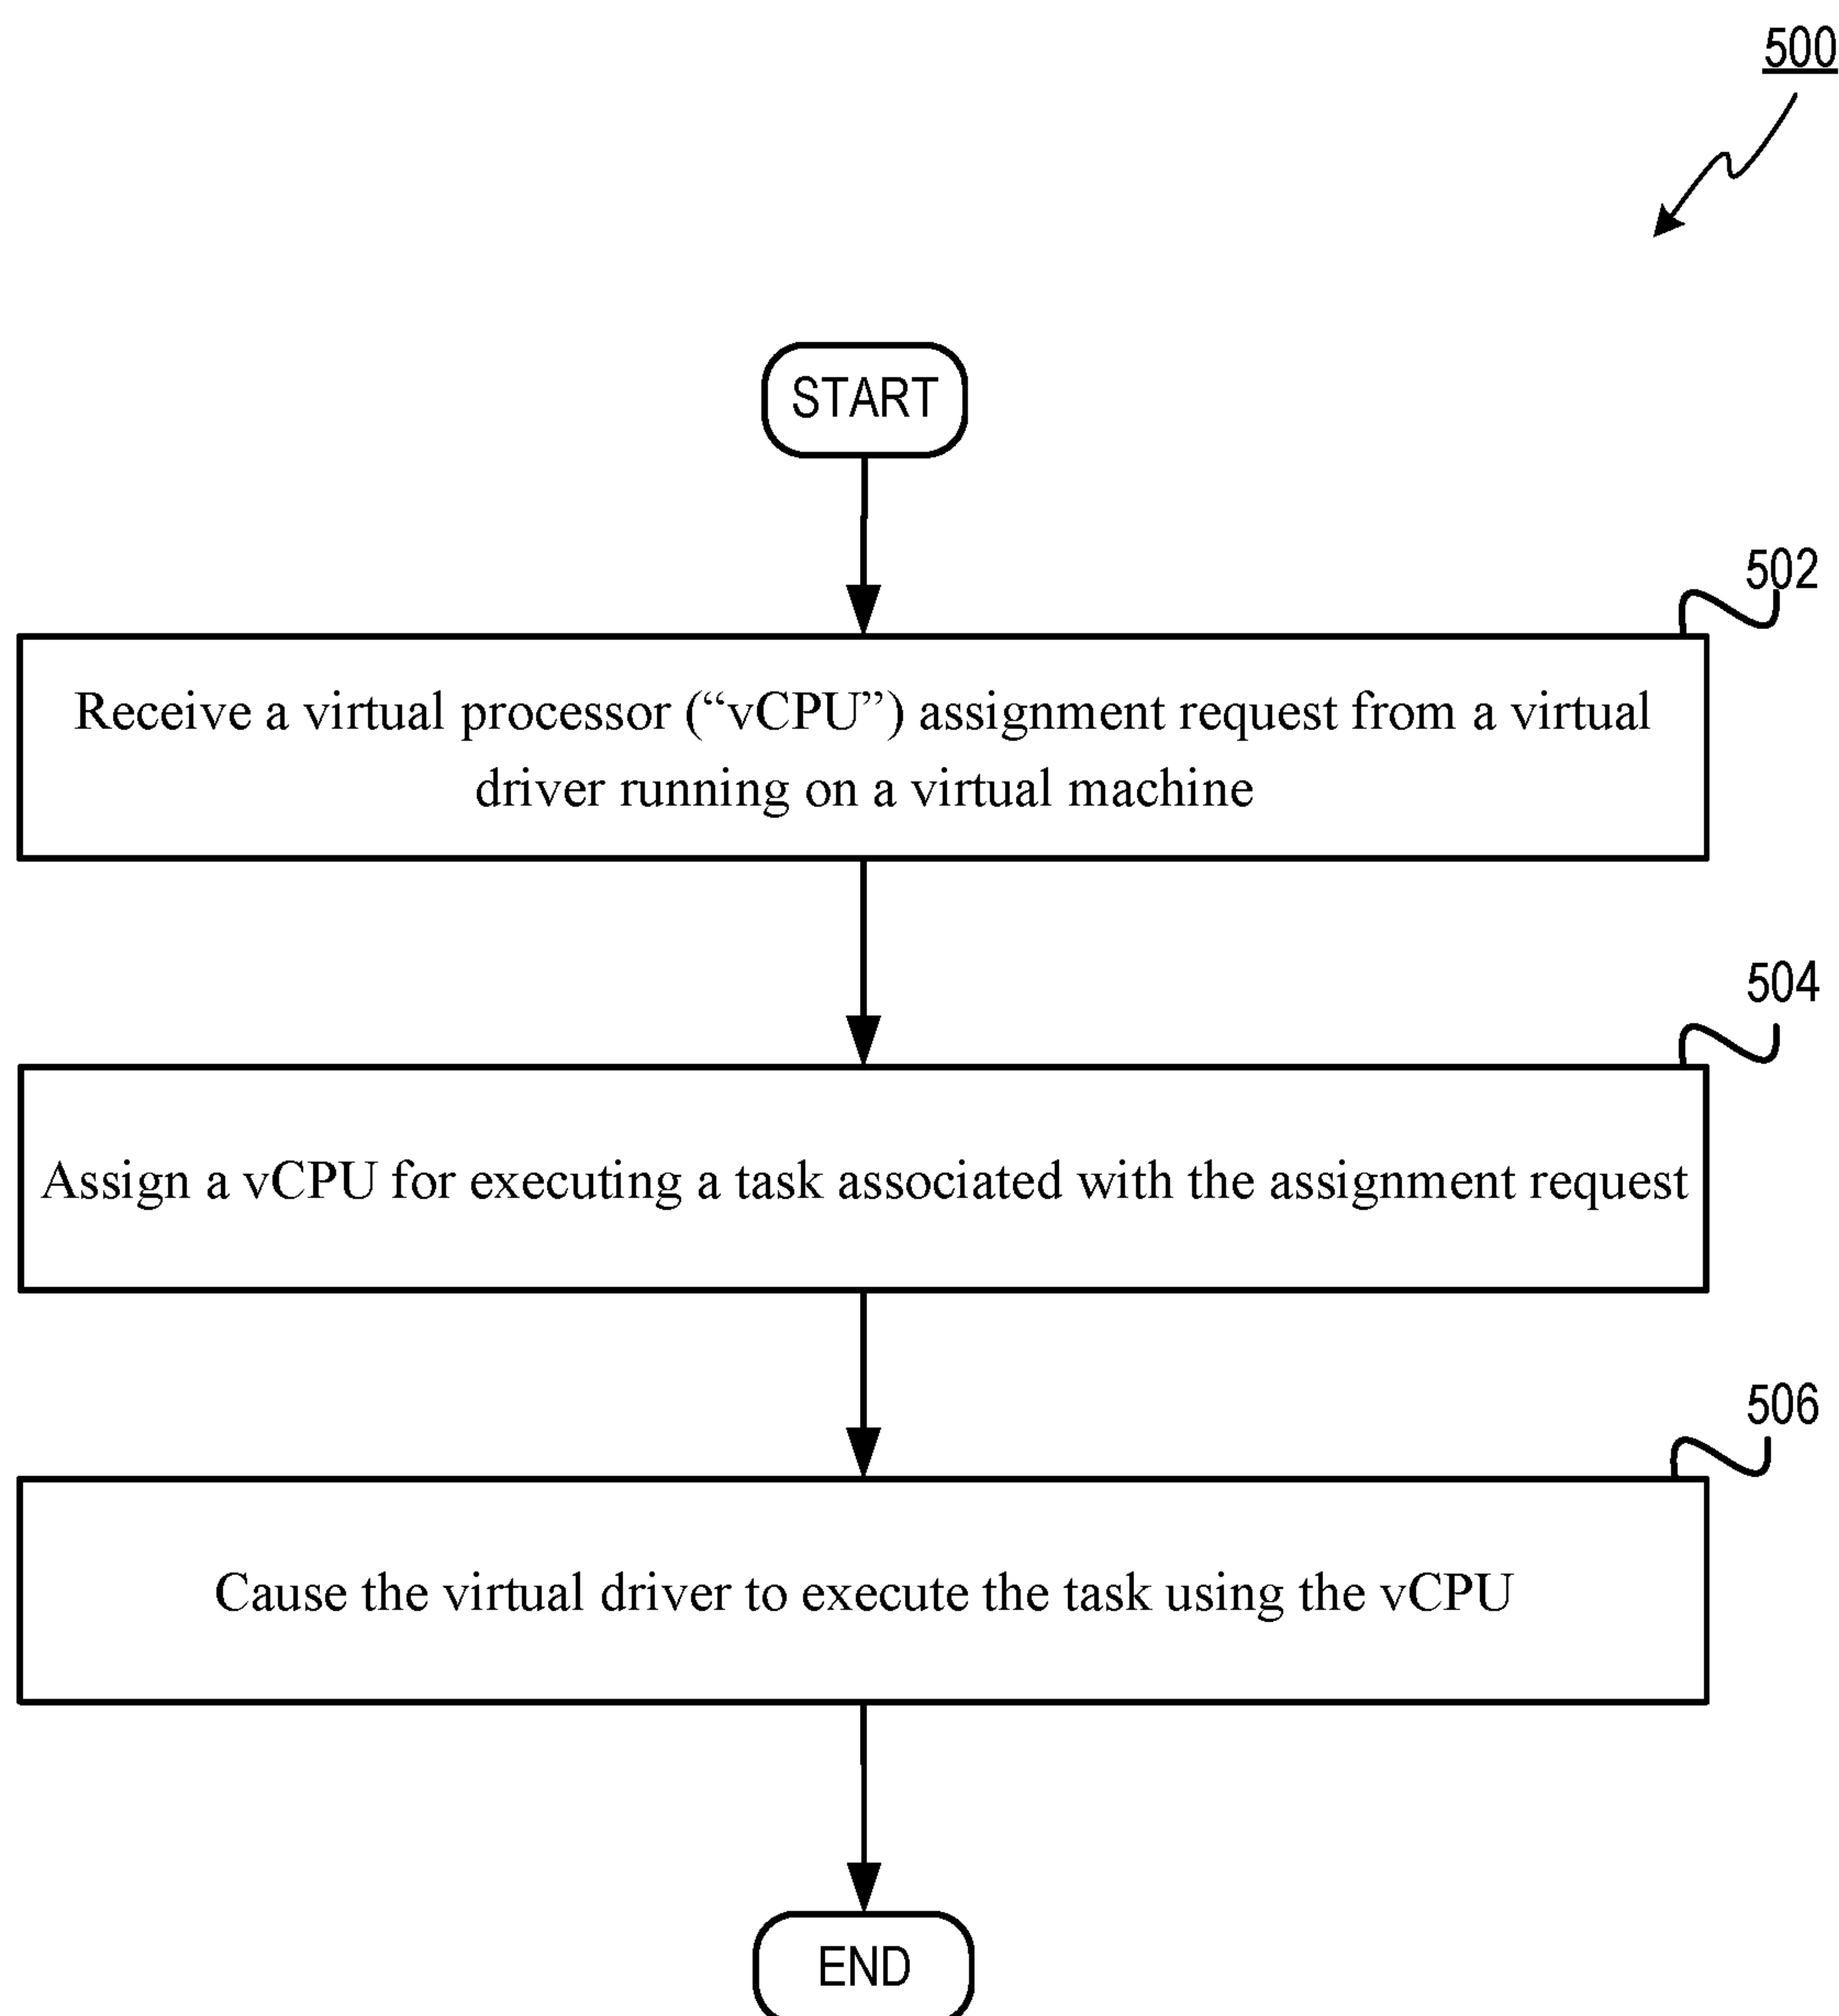 500
START
502
Receive a virtual processor (“vCPU”) assignment request from a virtual
driver running on a virtual machine
504
Assign a vCPU for executing a task associated with the assignment request
506
Cause the virtual driver to execute the task using the vCPU
END